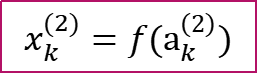 x_k^{(2)} = f(a_k^{(2)})